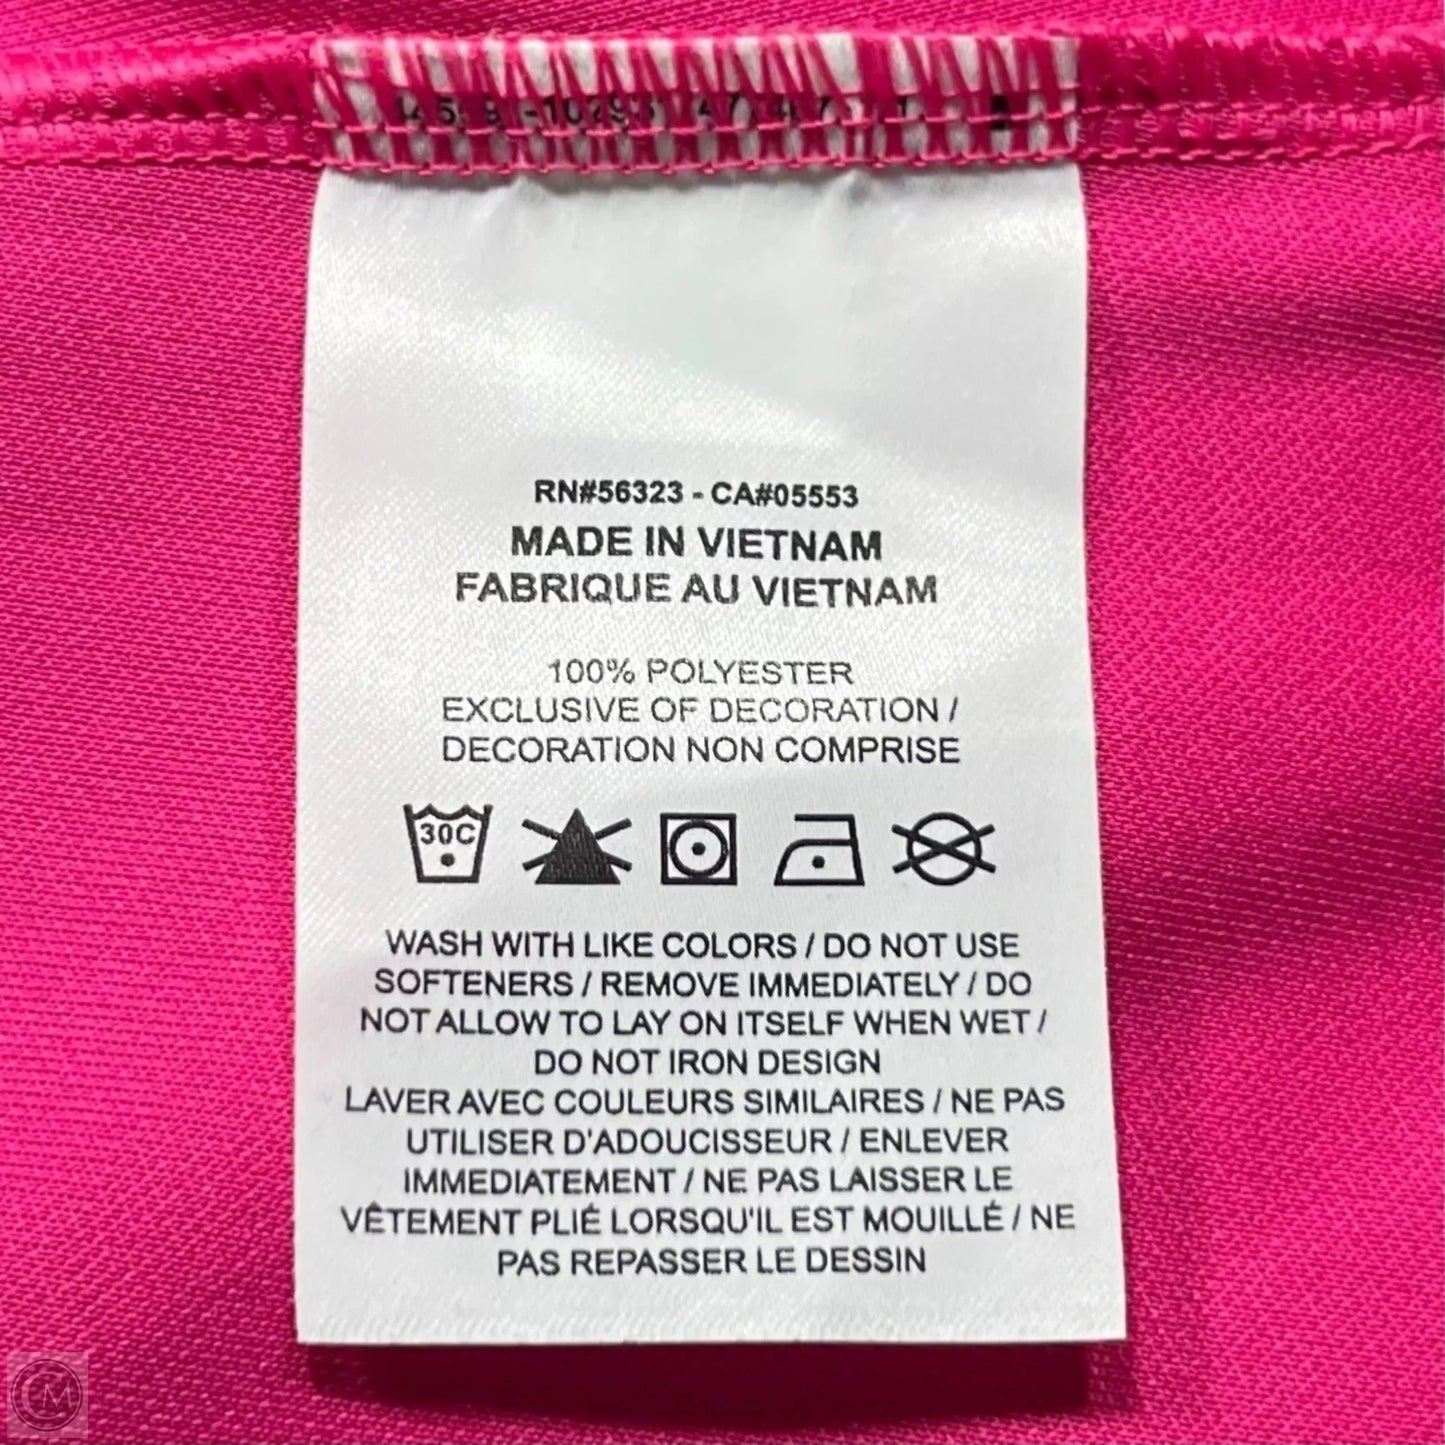 RN#56323 - CA#05553
MADE IN VIETNAM
FABRIQUE AU VIETNAM
100% POLYESTER
EXCLUSIVE OF DECORATION /
DECORATION NON COMPRISE
30C
WASH WITH LIKE COLORS / DO NOT USE
SOFTENERS / REMOVE IMMEDIATELY / DO
NOT ALLOW TO LAY ON ITSELF WHEN WET /
DO NOT IRON DESIGN
LAVER AVEC COULEURS SIMILAIRES / NE PAS
UTILISER D'ADOUCISSEUR / ENLEVER
IMMEDIATEMENT / NE PAS LAISSER LE
VÊTEMENT PLIÉ LORSQU'IL EST MOUILLÉ / NE
PAS REPASSER LE DESSIN
CM